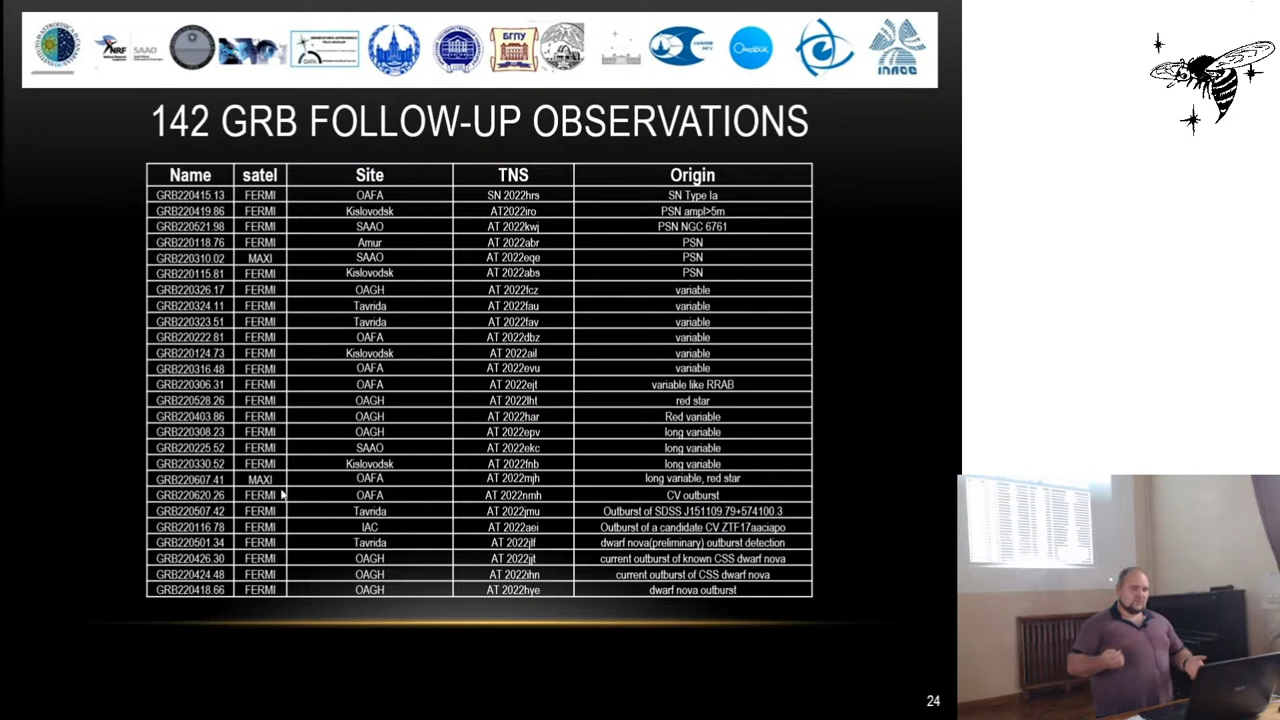 NRF
SAAO
OAFA
БГПУ
INAOE
142 GRB FOLLOW-UP OBSERVATIONS
Name satel Site TNS Origin
GRB220415.13 FERMI OAFA SN 2022hrs SN Type Ia
GRB220419.86 FERMI Kislovodsk AT2022iro PSN ampl>5m
GRB220521.98 FERMI SAAO AT 2022kwj PSN NGC 6761
GRB220118.76 FERMI Amur AT 2022abr PSN
GRB220310.02 MAXI SAAO AT 2022eqe PSN
GRB220115.81 FERMI Kislovodsk AT 2022abs PSN
GRB220326.17 FERMI OAGH AT 2022fcz variable
GRB220324.11 FERMI Tavrida AT 2022fau variable
GRB220323.51 FERMI Tavrida AT 2022fav variable
GRB220222.81 FERMI OAFA AT 2022dbz variable
GRB220124.73 FERMI Kislovodsk AT 2022ail variable
GRB220316.48 FERMI OAFA AT 2022evu variable
GRB220306.31 FERMI OAFA AT 2022ejt variable like RRAB
GRB220528.26 FERMI OAGH AT 2022lht red star
GRB220403.86 FERMI OAGH AT 2022har Red variable
GRB220308.23 FERMI OAGH AT 2022epv long variable
GRB220225.52 FERMI SAAO AT 2022ekc long variable
GRB220330.52 FERMI Kislovodsk AT 2022fnb long variable
GRB220607.41 MAXI OAFA AT 2022mjh long variable, red star
GRB220620.26 FERMI OAFA AT 2022nmh CV outburst
GRB220507.42 FERMI Tavrida AT 2022jmu Outburst of SDSS J151109.79+574100.3
GRB220116.78 FERMI IAC AT 2022aei Outburst of a candidate CV ZTF17aaaiapo
GRB220501.34 FERMI Tavrida AT 2022jlf dwarf nova(preliminary) outburst detection
GRB220426.30 FERMI OAGH AT 2022jfi current outburst of known CSS dwarf nova
GRB220424.48 FERMI OAGH AT 2022ihn current outburst of CSS dwarf nova
GRB220418.66 FERMI OAGH AT 2022hye dwarf nova outburst
24